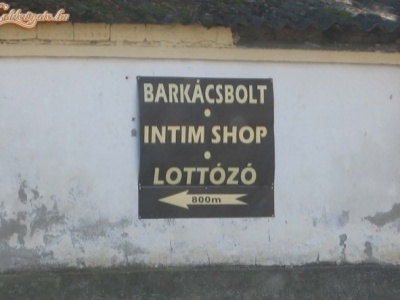 BARKÁCSBOLT
•
INTIM SHOP
•
LOTTÓZÓ
800m